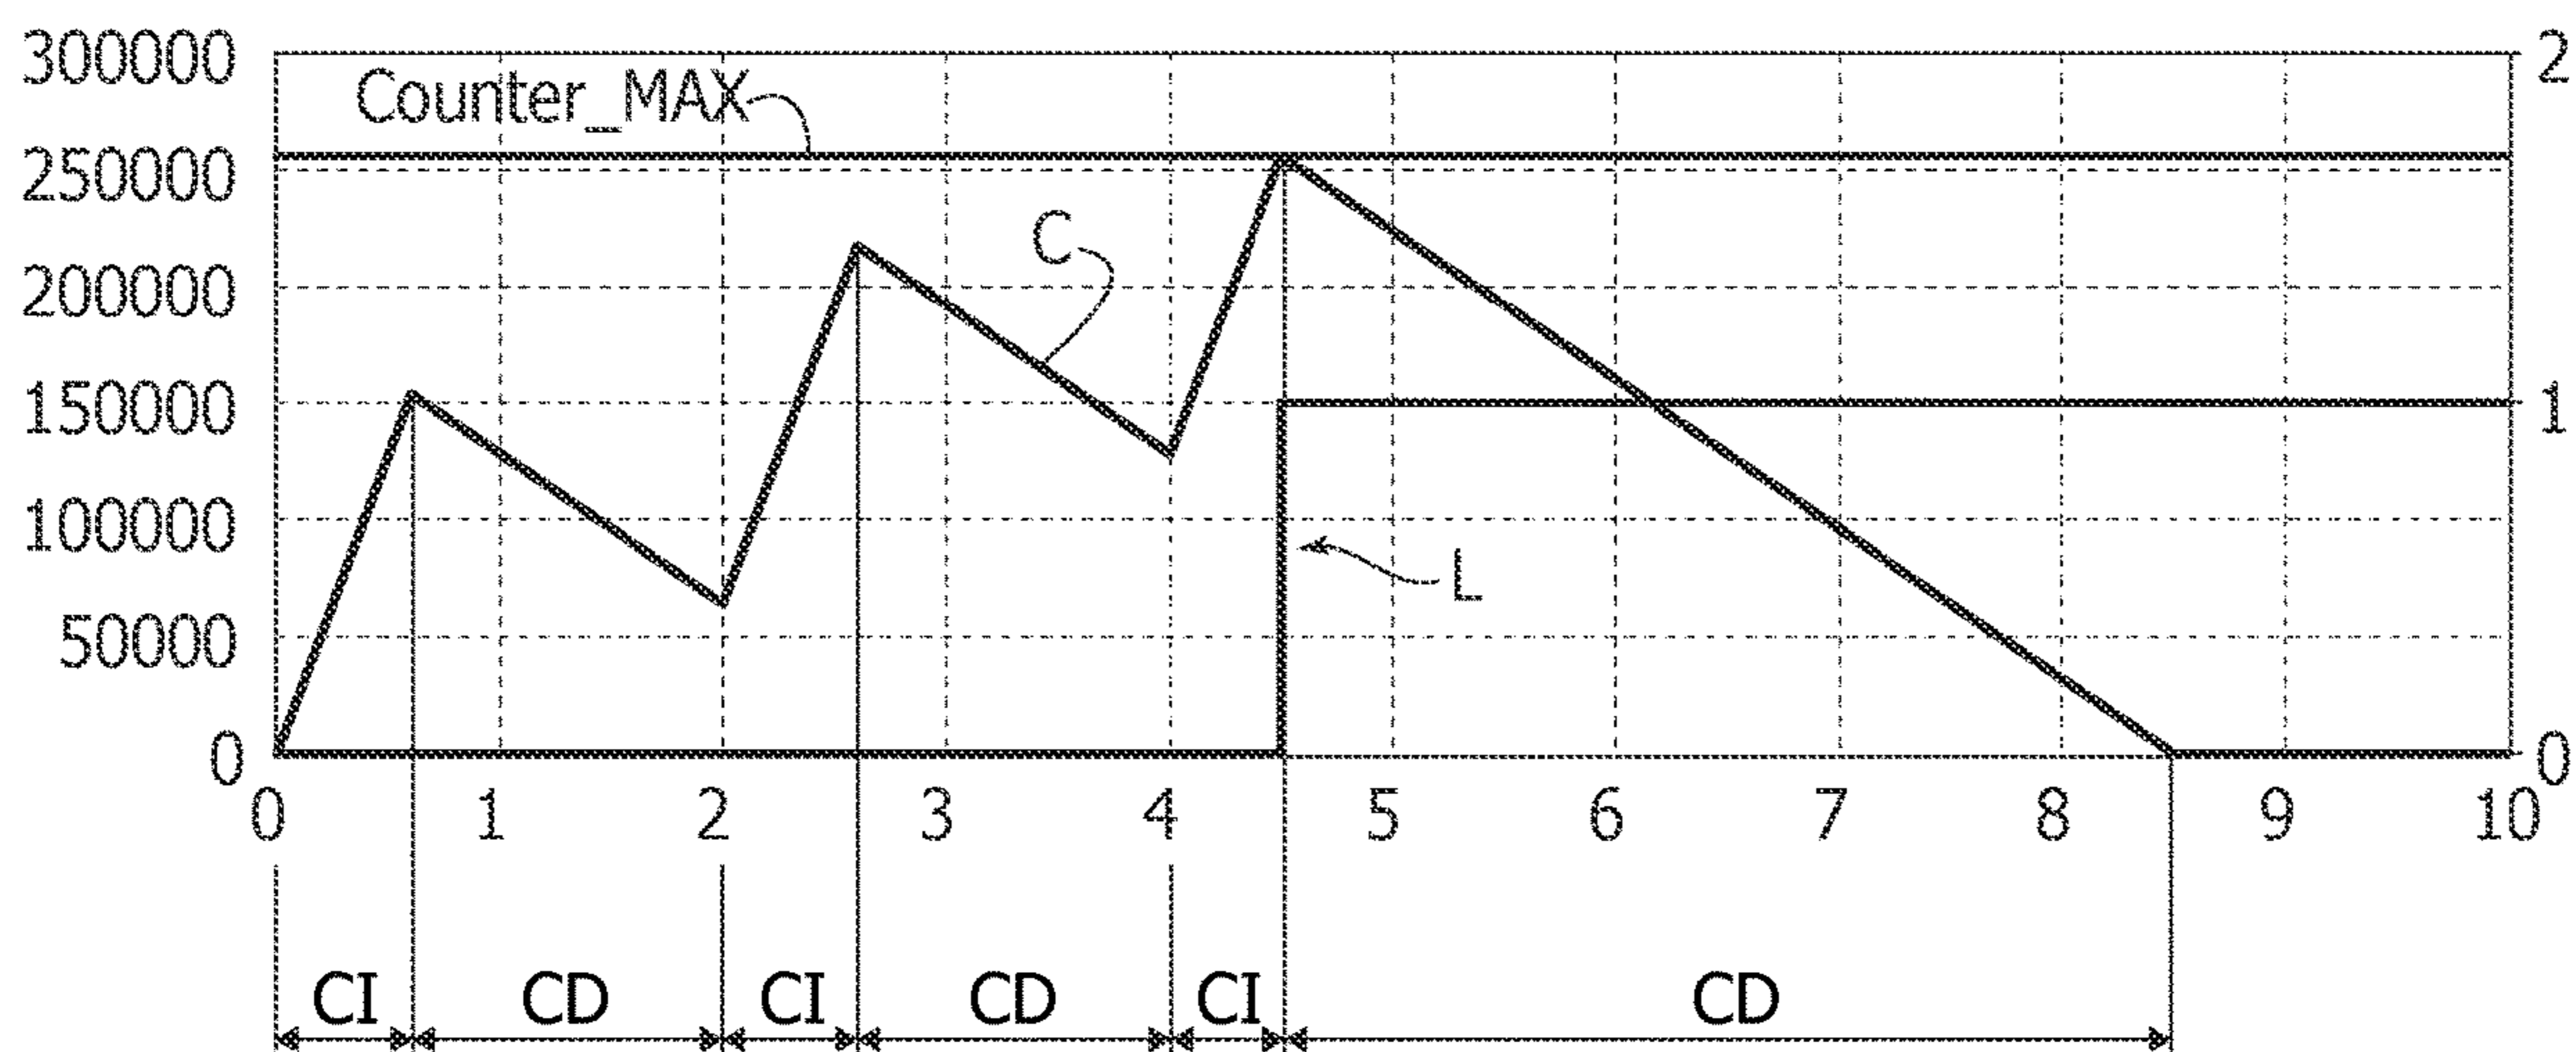 300000 2
Counter_MAX
250000
C
200000
150000 1
100000
L
50000
0 0
0 1 2 3 4 5 6 7 8 9 10
CI CD CI CD CI CD